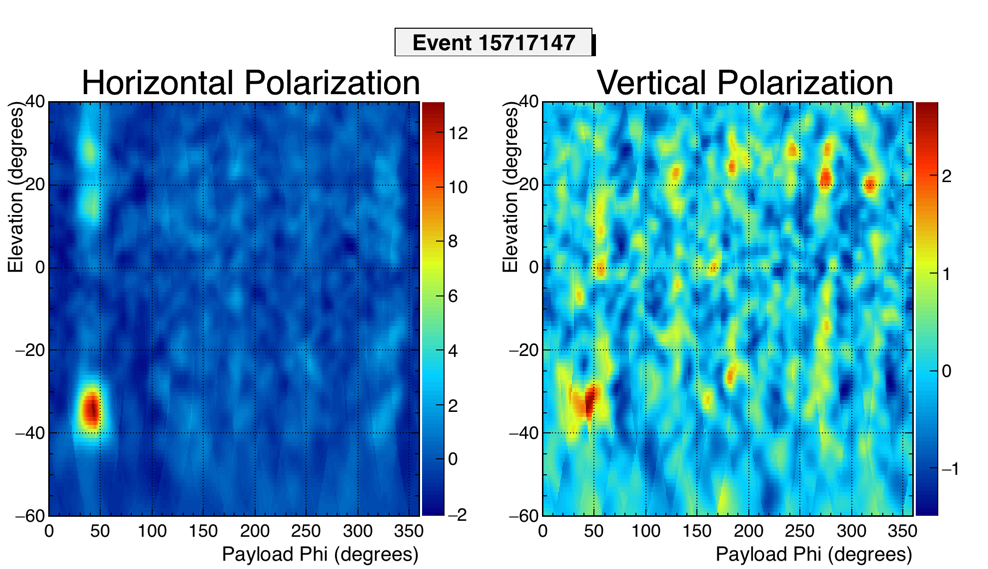 Event 15717147
Horizontal Polarization
Elevation (degrees)
40
20
0
−20
−40
−60
0 50 100 150 200 250 300 350
Payload Phi (degrees)
12
10
8
6
4
2
0
−2
Vertical Polarization
Elevation (degrees)
40
20
0
−20
−40
−60
0 50 100 150 200 250 300 350
Payload Phi (degrees)
2
1
0
−1